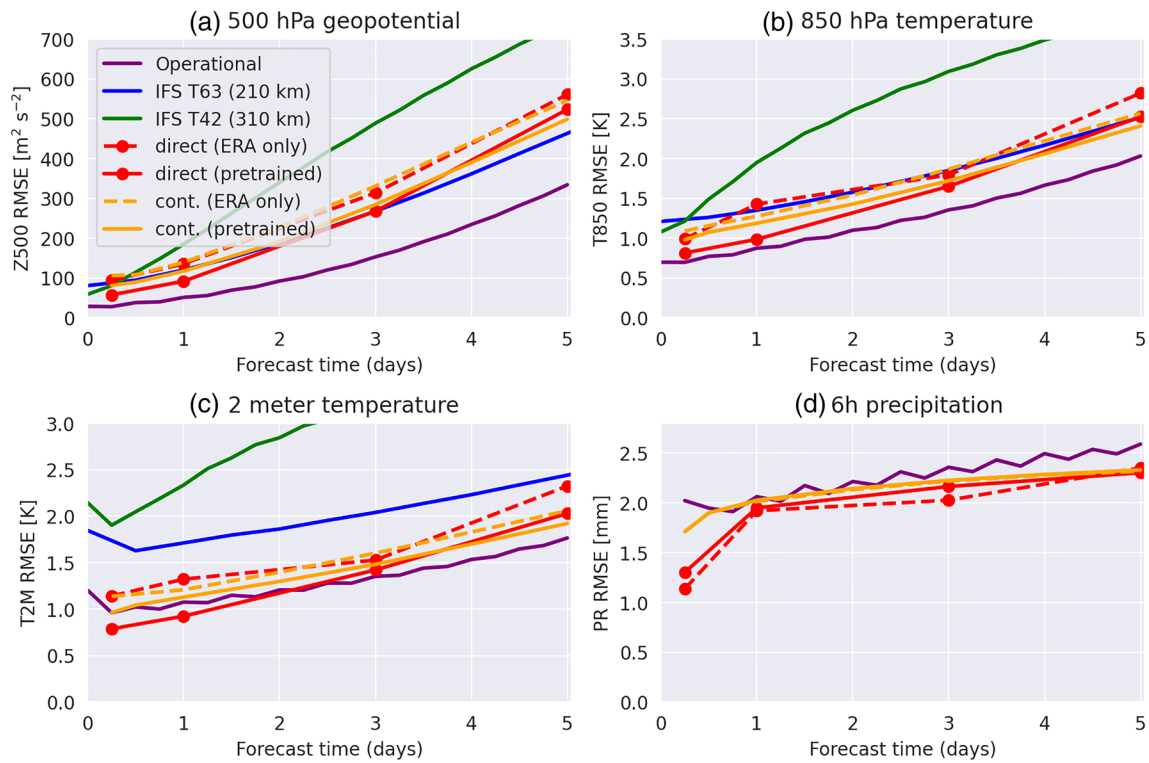 (a) 500 hPa geopotential
Z500 RMSE [m² s⁻²]
700
600
500
400
300
200
100
0
Operational
IFS T63 (210 km)
IFS T42 (310 km)
direct (ERA only)
direct (pretrained)
cont. (ERA only)
cont. (pretrained)
0 1 2 3 4 5
Forecast time (days)
(b) 850 hPa temperature
T850 RMSE [K]
3.5
3.0
2.5
2.0
1.5
1.0
0.5
0.0
0 1 2 3 4 5
Forecast time (days)
(c) 2 meter temperature
T2M RMSE [K]
3.0
2.5
2.0
1.5
1.0
0.5
0.0
0 1 2 3 4 5
Forecast time (days)
(d) 6h precipitation
PR RMSE [mm]
2.5
2.0
1.5
1.0
0.5
0.0
0 1 2 3 4 5
Forecast time (days)